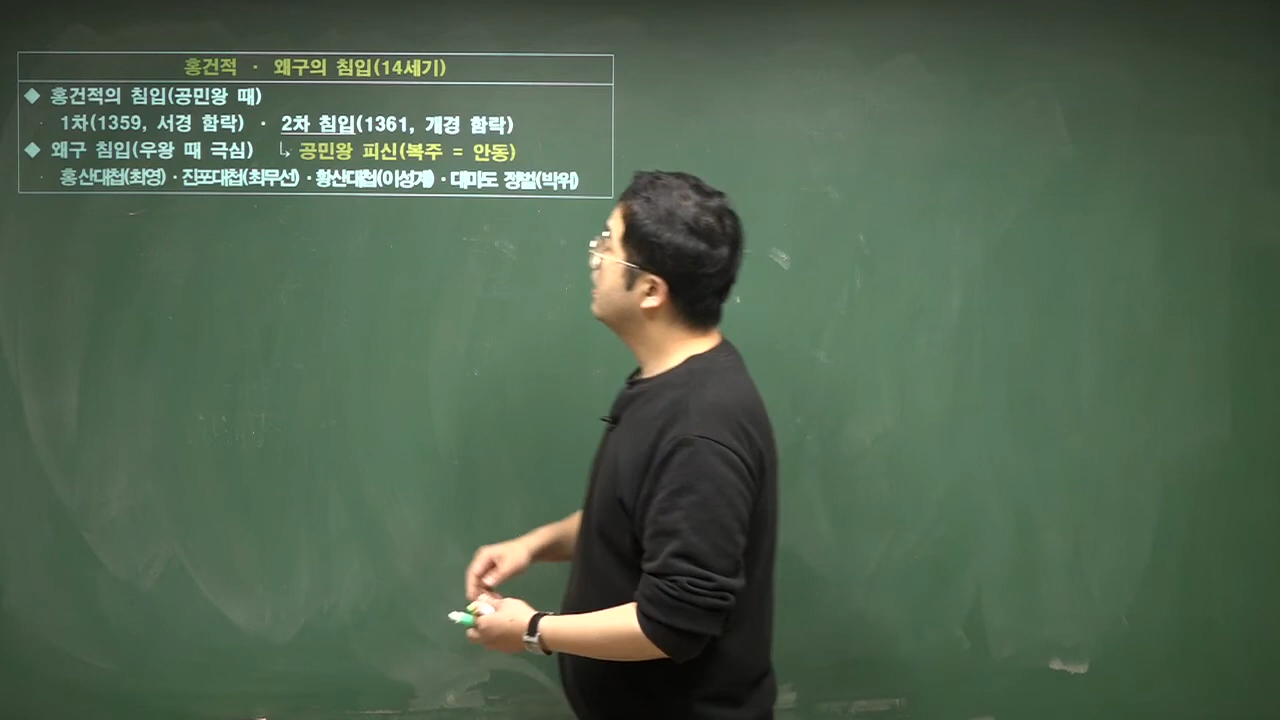 홍건적 · 왜구의 침입(14세기)
◆ 홍건적의 침입(공민왕 때)
· 1차(1359, 서경 함락) · 2차 침입(1361, 개경 함락)
◆ 왜구 침입(우왕 때 극심) ↳ 공민왕 피신(복주 = 안동)
· 홍산대첩(최영) · 진포대첩(최무선) · 황산대첩(이성계) · 대마도 정벌(박위)